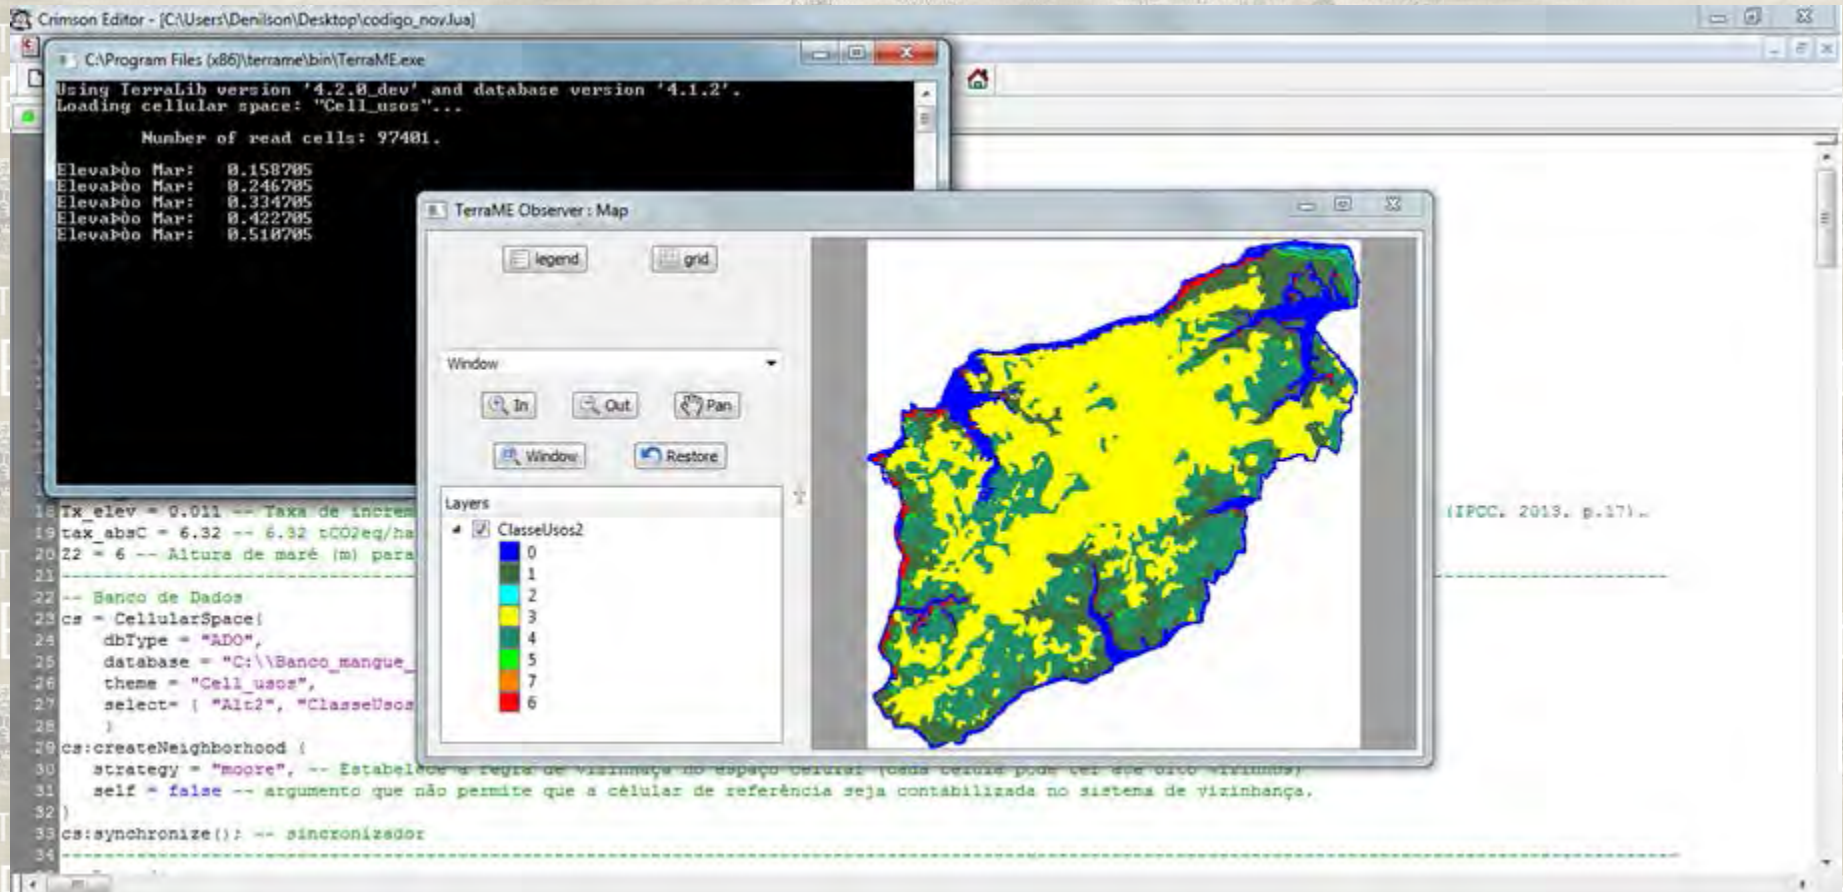 Crimson Editor - [C:\Users\Denilson\Desktop\codigo_nov.lua]
C:\Program Files (x86)\terrame\bin\TerraME.exe
Using TerraLib version '4.2.0_dev' and database version '4.1.2'.
Loading cellular space: "Cell_usos"...
Number of read cells: 97401.
ElevaÞòo Mar: 0.158705
ElevaÞòo Mar: 0.246705
ElevaÞòo Mar: 0.334705
ElevaÞòo Mar: 0.422705
ElevaÞòo Mar: 0.510705
TerraME Observer : Map
legend
grid
Window
In
Out
Pan
Window
Restore
Layers
ClasseUsos2
0
1
2
3
4
5
7
6
18 Tx_elev = 0.011 -- Taxa de increm (IPCC, 2013, p.17).
19 tax_absC = 6.32 -- 6.32 tCO2eq/ha
20 Z2 = 6 -- Altura de maré (m) para
21
22 -- Banco de Dados
23 cs = CellularSpace{
24 dbType = "ADO",
25 database = "C:\\Banco_mangue_
26 theme = "Cell_usos",
27 select= { "Alt2", "ClasseUsos
28 }
29 cs:createNeighborhood {
30 strategy = "moore", -- Estabelece a regra de vizinhaça no espaço celular (cada célula pode ter até oito vizinhos)
31 self = false -- argumento que não permite que a célular de referência seja contabilizada no sistema de vizinhança.
32 }
33 cs:synchronize(); -- sincronizador
34